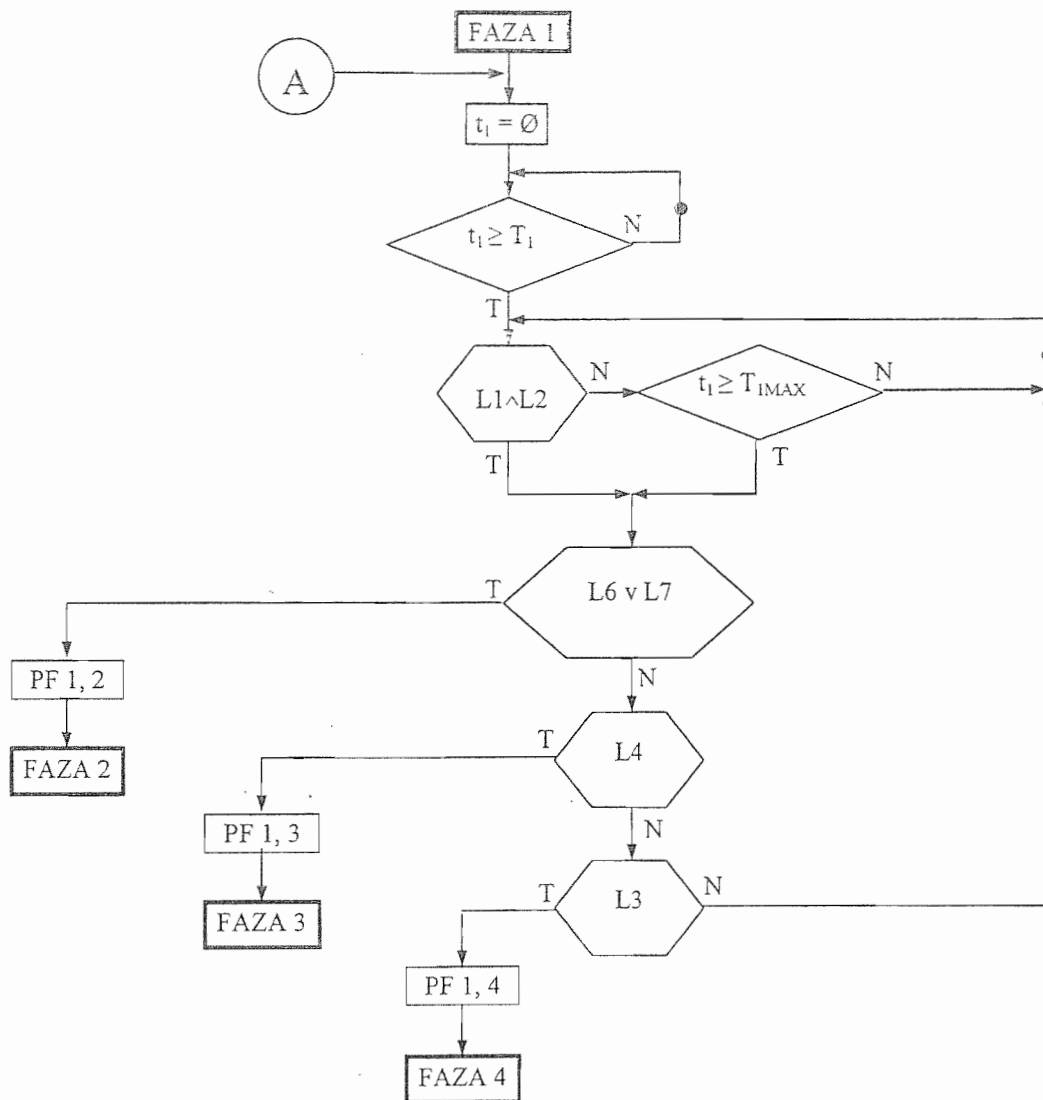 FAZA 1
A
t₁ = Ø
t₁ ≥ T₁
N
T
L1∧L2
N
t₁ ≥ T₁MAX
N
T
T
L6 v L7
T
N
PF 1, 2
FAZA 2
L4
T
N
PF 1, 3
FAZA 3
L3
T
N
PF 1, 4
FAZA 4